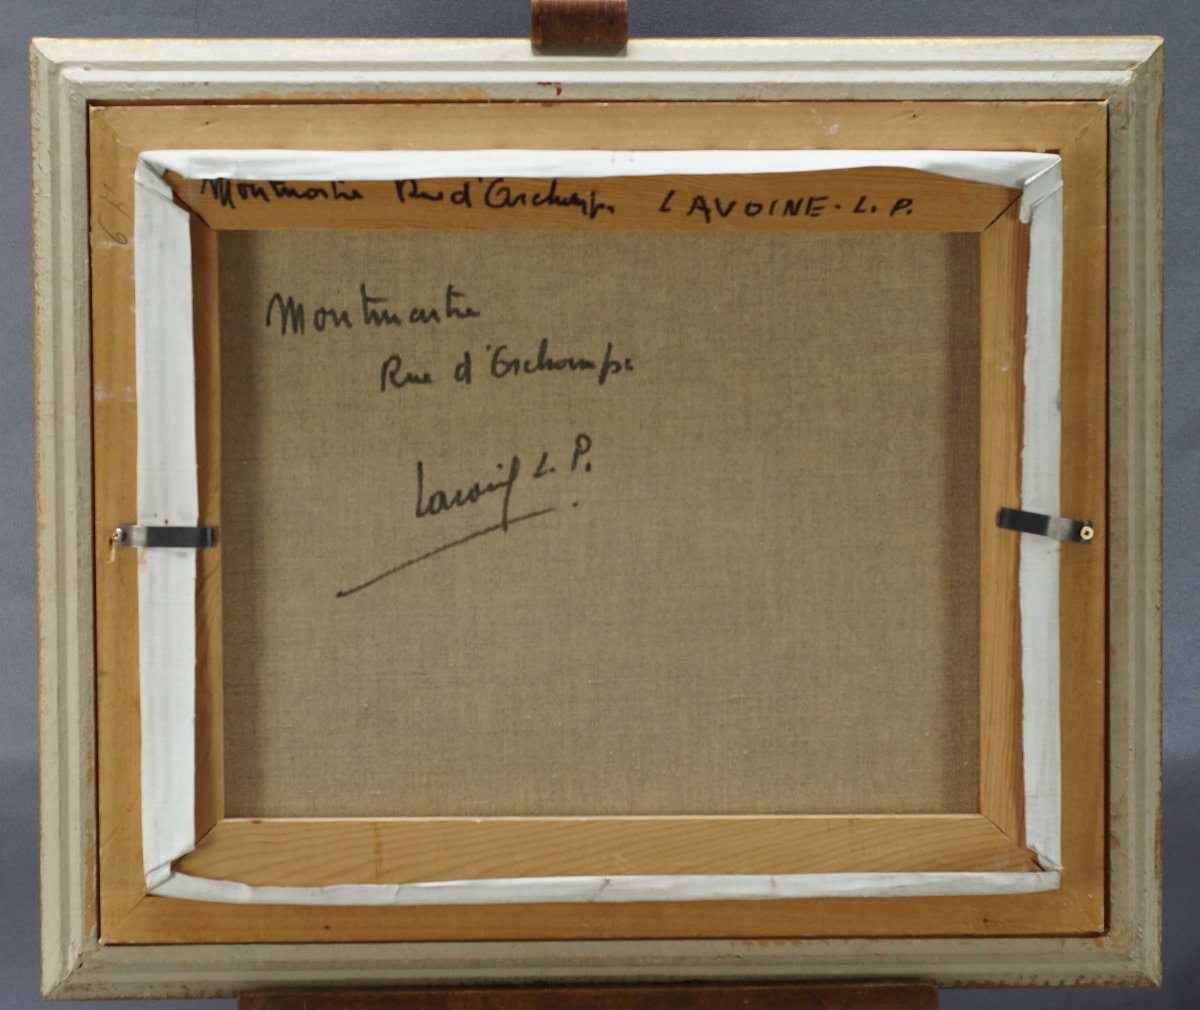 Montmartre Rue d'Orchampt LAVOINE. L. P.
Montmartre
Rue d'Orchampt
Lavoine L. P.